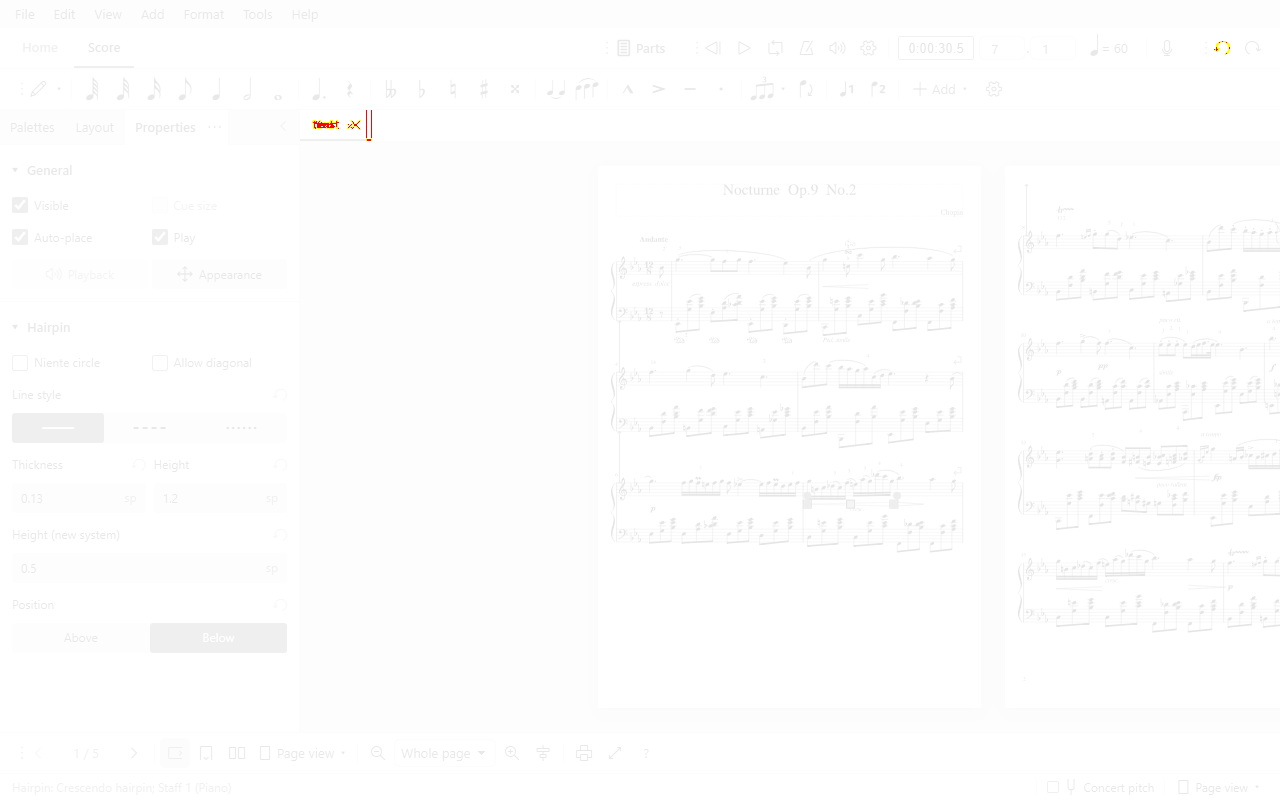 File Edit View Add Format Tools Help
Home Score Parts 0:00:30.5 7 . 1 = 60
Add
Palettes Layout Properties
General
Visible Cue size
Auto-place Play
Playback Appearance
Hairpin
Niente circle Allow diagonal
Line style
Thickness Height
0.13 sp 1.2 sp
Height (new system)
0.5 sp
Position
Above Below
Nocturne Op.9 No.2
Chopin
Andante
1 / 5 Page view Whole page ?
Hairpin: Crescendo hairpin; Staff 1 (Piano) Concert pitch Page view